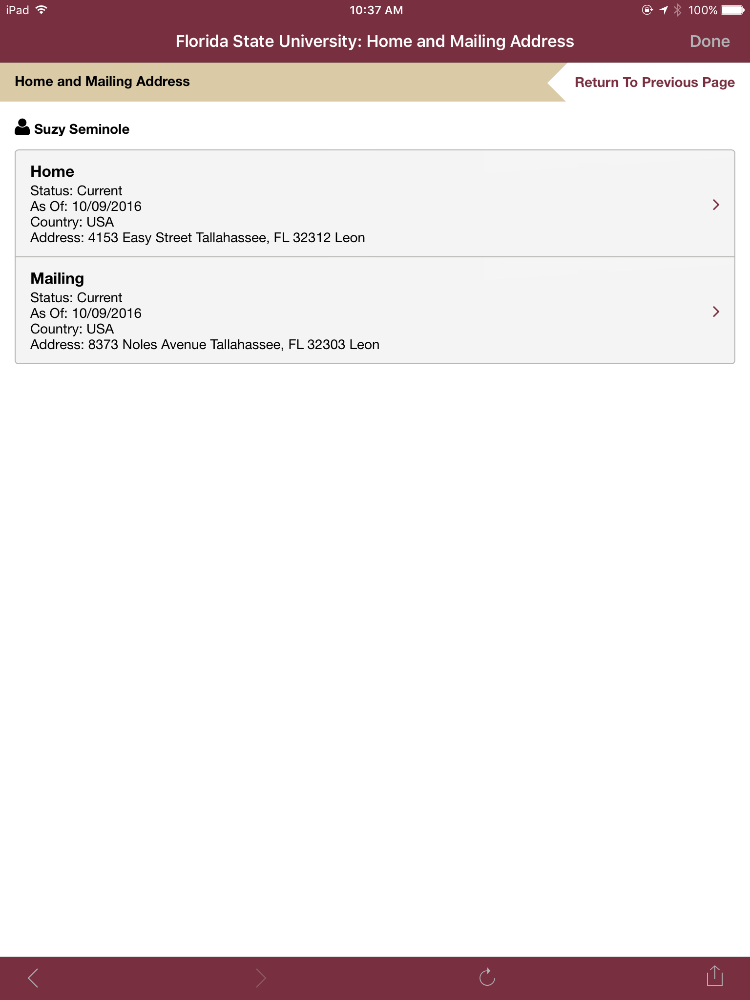 iPad 10:37 AM 100%
Florida State University: Home and Mailing Address Done
Home and Mailing Address Return To Previous Page
Suzy Seminole
Home
Status: Current
As Of: 10/09/2016
Country: USA
Address: 4153 Easy Street Tallahassee, FL 32312 Leon
Mailing
Status: Current
As Of: 10/09/2016
Country: USA
Address: 8373 Noles Avenue Tallahassee, FL 32303 Leon